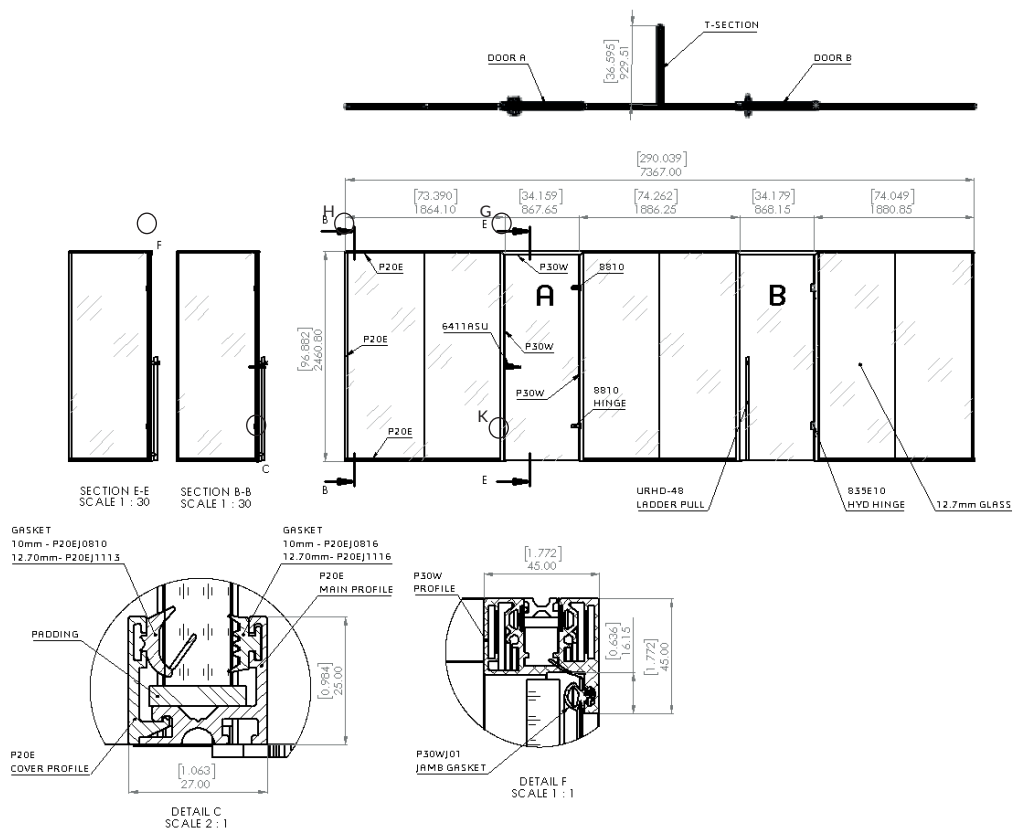 T-SECTION
DOOR A
DOOR B
[36.595]
929.51
[290.039]
7367.00
[73.390]
1864.10
[34.159]
867.65
[74.262]
1886.25
[34.179]
868.15
[74.049]
1880.85
H
B
G
E
F
P20E
P30W
8810
A
B
6411ASU
P20E
P30W
[96.882]
2460.80
P30W
8810
HINGE
K
P20E
C
B
E
SECTION E-E
SCALE 1 : 30
SECTION B-B
SCALE 1 : 30
URHD-48
LADDER PULL
835E10
HYD HINGE
12.7mm GLASS
GASKET
10mm - P20EJ0810
12.70mm- P20EJ1113
GASKET
10mm - P20EJ0816
12.70mm- P20EJ1116
P20E
MAIN PROFILE
PADDING
[0.984]
25.00
P20E
COVER PROFILE
[1.063]
27.00
DETAIL C
SCALE 2 : 1
[1.772]
45.00
P30W
PROFILE
[0.636]
16.15
[1.772]
45.00
P30WJ01
JAMB GASKET
DETAIL F
SCALE 1 : 1